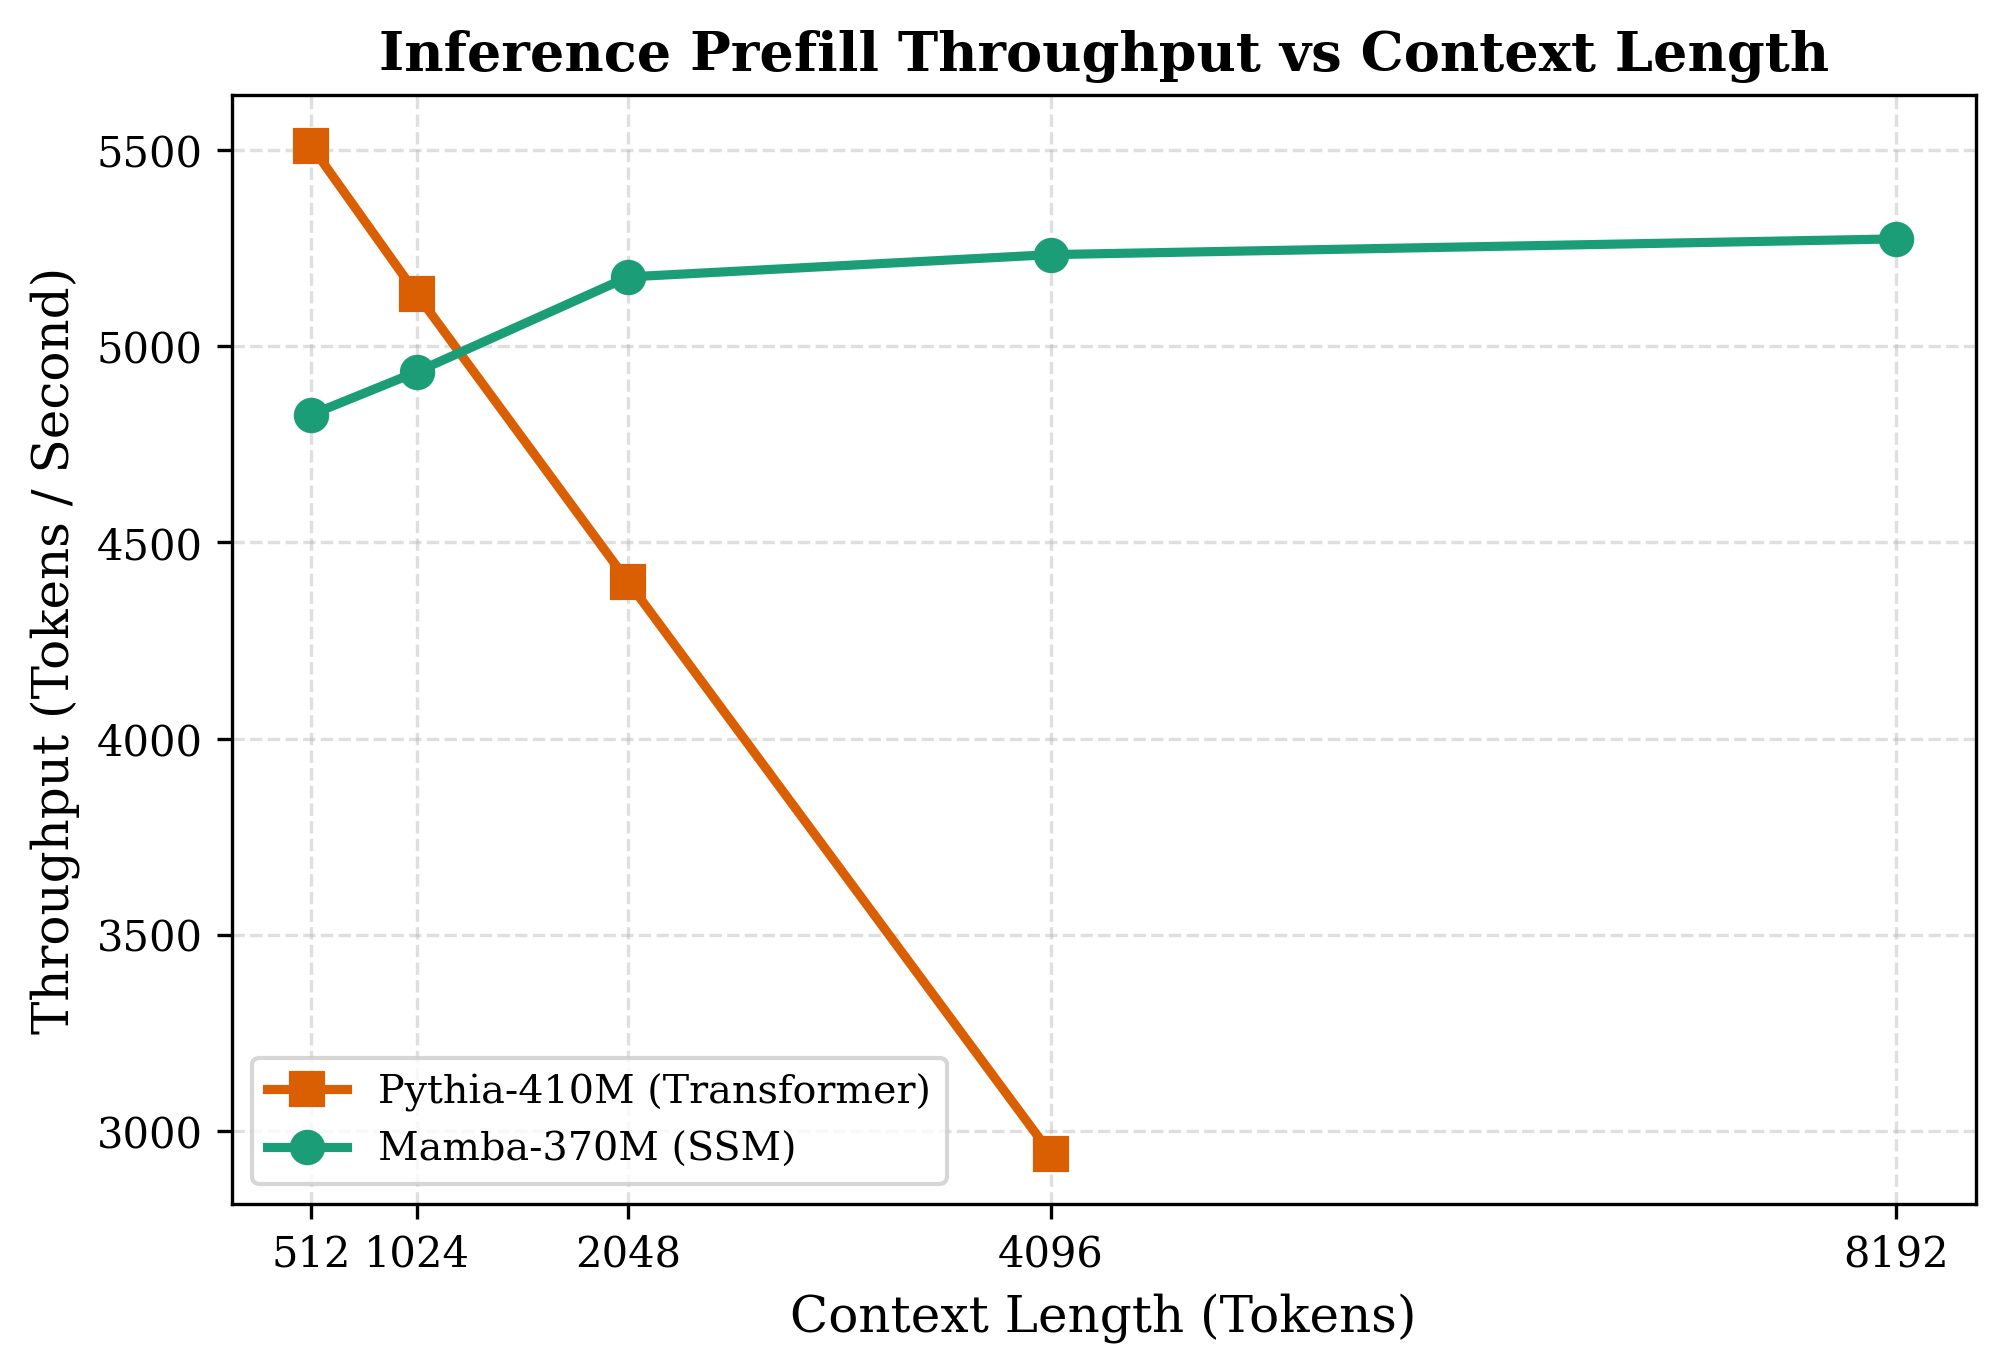 Inference Prefill Throughput vs Context Length
Throughput (Tokens / Second)
5500
5000
4500
4000
3500
3000
Pythia-410M (Transformer)
Mamba-370M (SSM)
512 1024 2048 4096 8192
Context Length (Tokens)